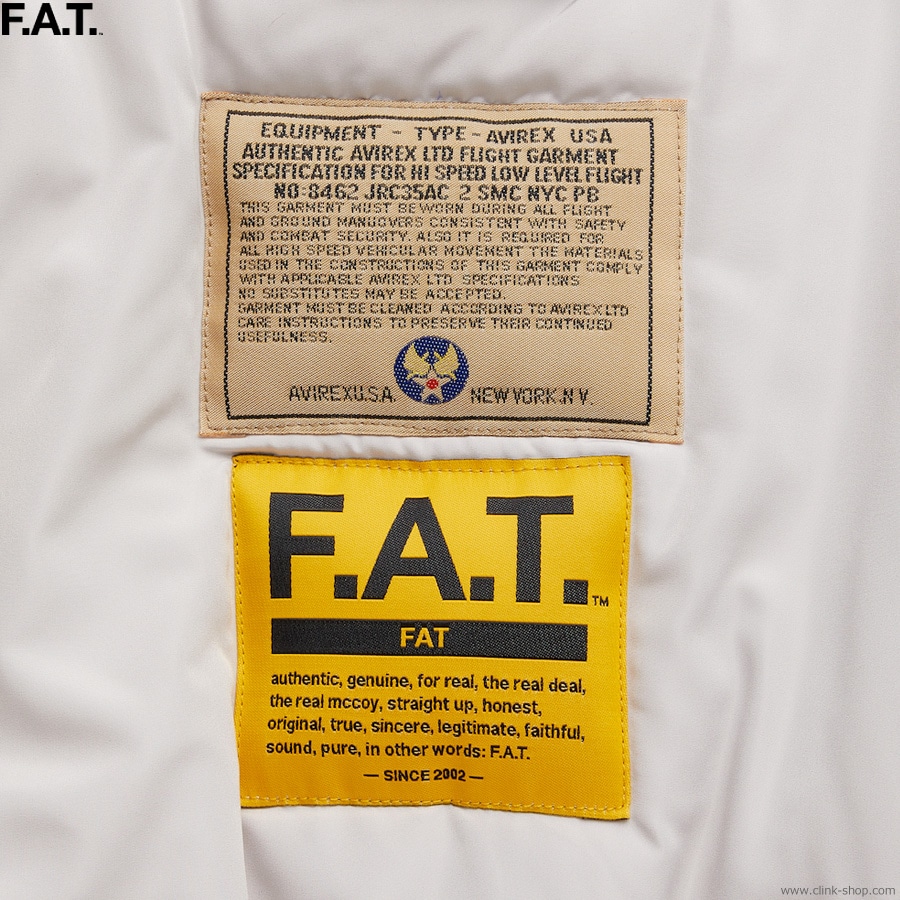 F.A.T.™
EQUIPMENT - TYPE - AVIREX USA
AUTHENTIC AVIREX LTD FLIGHT GARMENT
SPECIFICATION FOR HI SPEED LOW LEVEL FLIGHT
NO:8462 JRC35AC 2 SMC NYC PB
THIS GARMENT MUST BE WORN DURING ALL FLIGHT
AND GROUND MANUOVERS CONSISTENT WITH SAFETY
AND COMBAT SECURITY. ALSO IT IS REQUIRED FOR
ALL HIGH SPEED VEHICULAR MOVEMENT THE MATERIALS
USED IN THE CONSTRUCTIONS OF THIS GARMENT COMPLY
WITH APPLICABLE AVIREX LTD SPECIFICATIONS
NO SUBSTITUTES MAY BE ACCEPTED.
GARMENT MUST BE CLEANED ACCORDING TO AVIREX LTD
CARE INSTRUCTIONS TO PRESERVE THEIR CONTINUED
USEFULNESS.
AVIREX U.S.A. NEW YORK.N.Y.
F.A.T.™
FAT
authentic, genuine, for real, the real deal,
the real mccoy, straight up, honest,
original, true, sincere, legitimate, faithful,
sound, pure, in other words: F.A.T.
— SINCE 2002 —
www.clink-shop.com